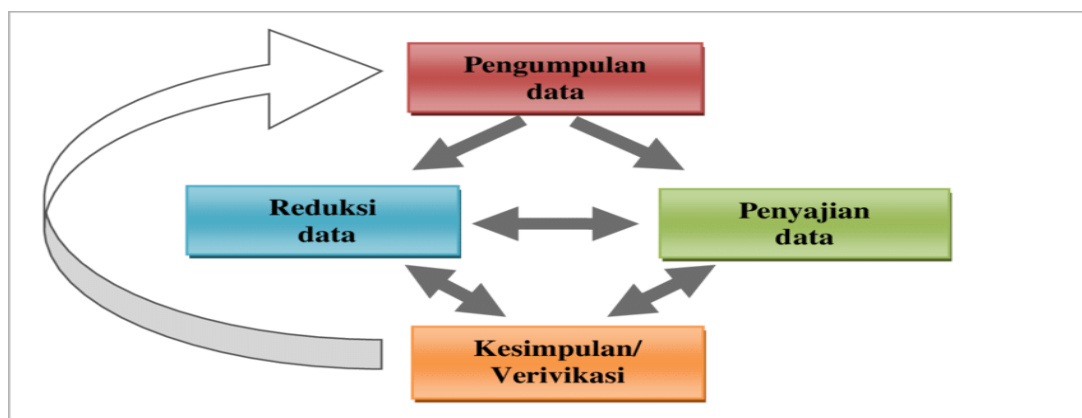 Pengumpulan
data
Reduksi
data
Penyajian
data
Kesimpulan/
Verivikasi